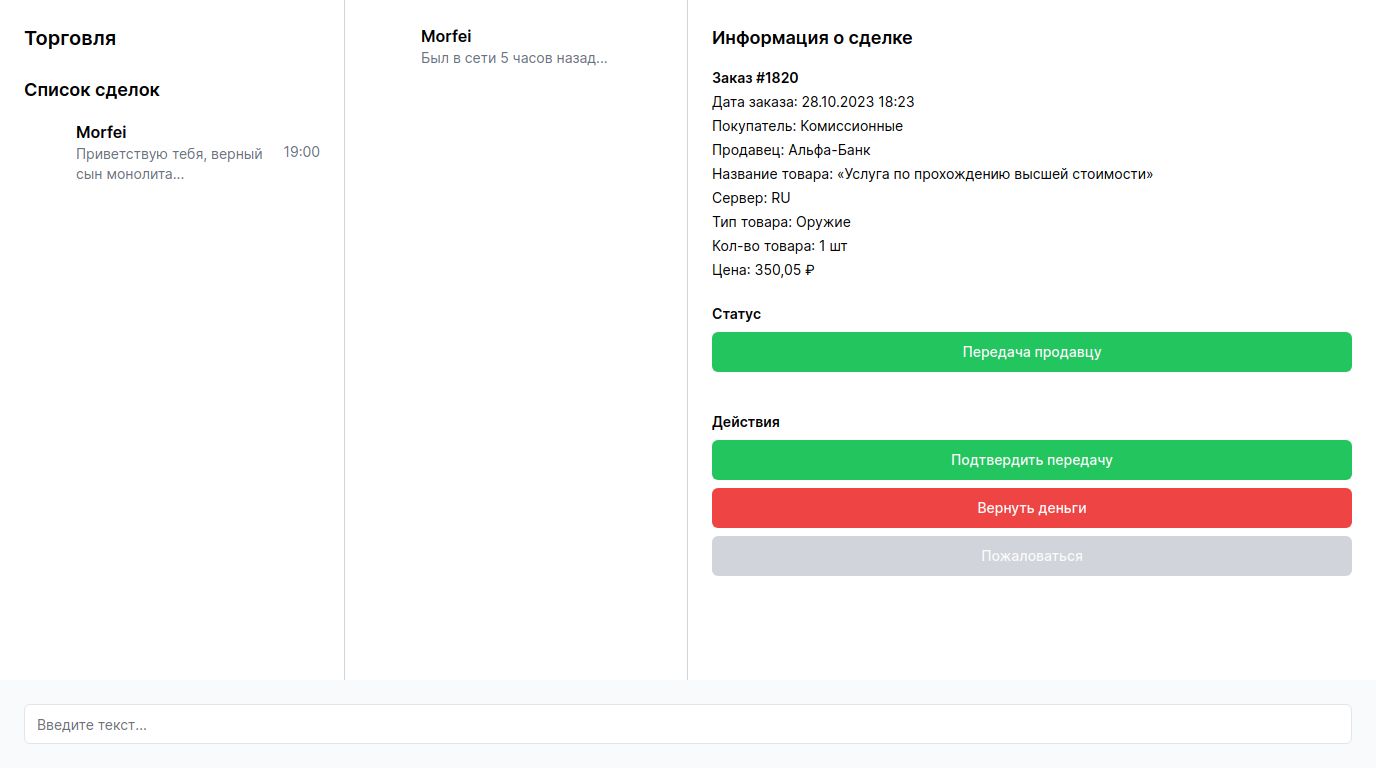 Торговля
Список сделок
Morfei
Приветствую тебя, верный
сын монолита...
19:00
Morfei
Был в сети 5 часов назад...
Информация о сделке
Заказ #1820
Дата заказа: 28.10.2023 18:23
Покупатель: Комиссионные
Продавец: Альфа-Банк
Название товара: «Услуга по прохождению высшей стоимости»
Сервер: RU
Тип товара: Оружие
Кол-во товара: 1 шт
Цена: 350,05 ₽
Статус
Передача продавцу
Действия
Подтвердить передачу
Вернуть деньги
Пожаловаться
Введите текст...